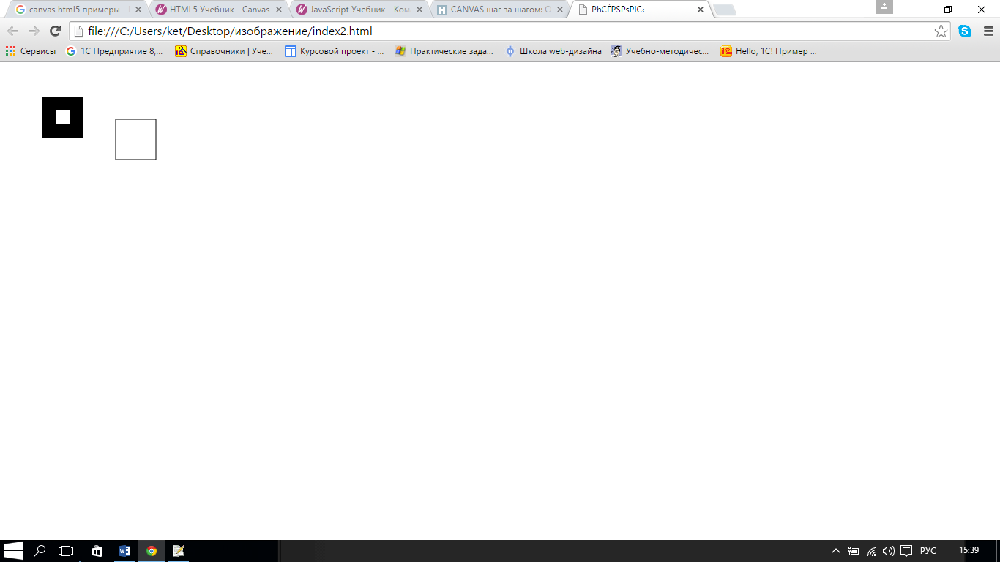 canvas html5 примеры -
HTML5 Учебник - Canvas
JavaScript Учебник - Ком
CANVAS шаг за шагом: О
РћСЃРЅРѕРІС‹
file:///C:/Users/ket/Desktop/изображение/index2.html
Сервисы
1С Предприятие 8,...
Справочники | Уче...
Курсовой проект - ...
Практические зада...
Школа web-дизайна
Учебно-методичес...
Hello, 1С! Пример ...
РУС
15:39